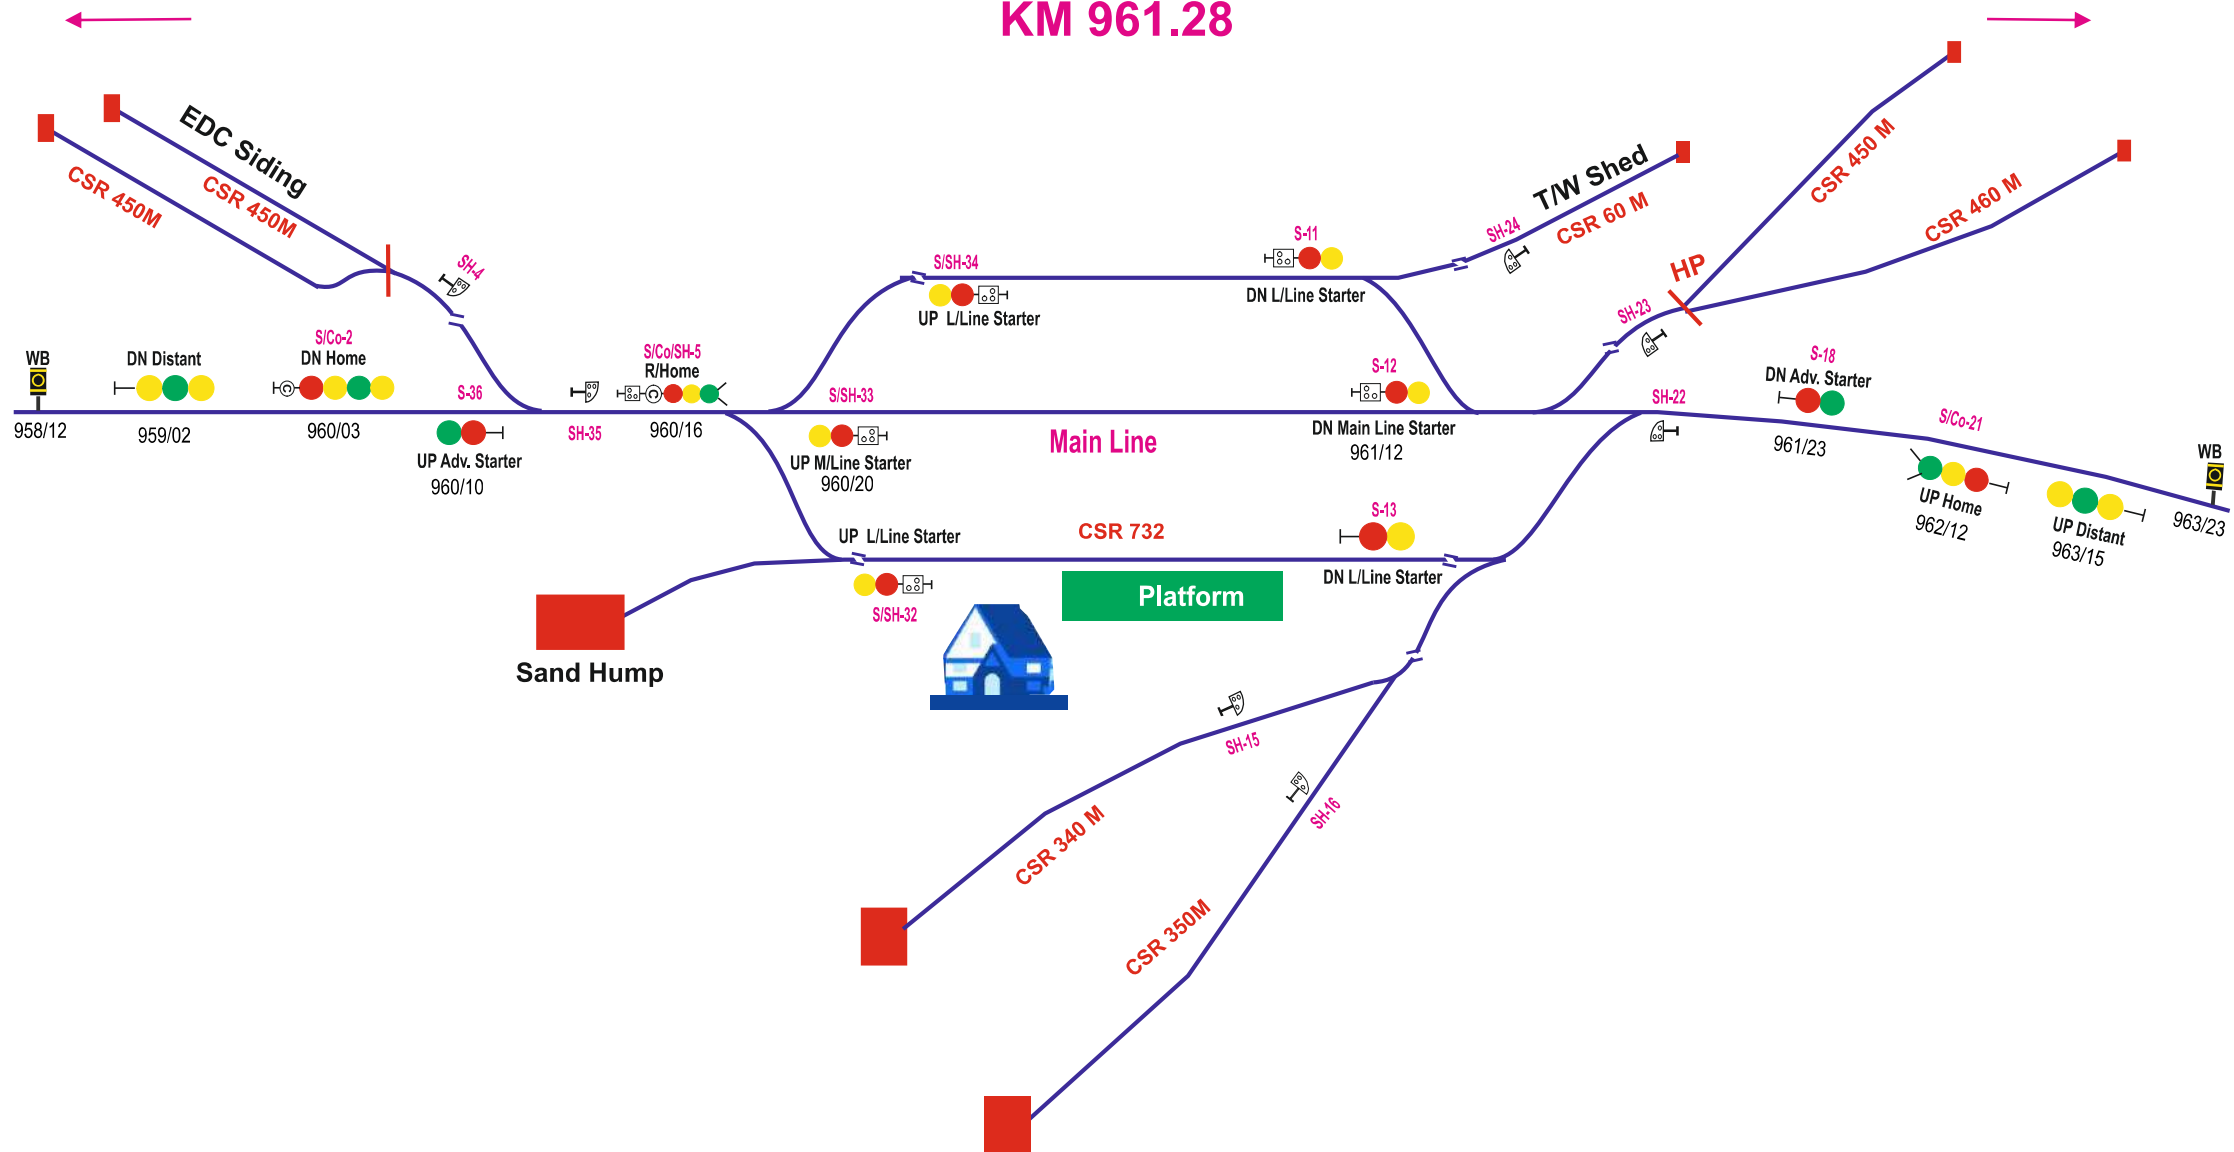 KM 961.28
EDC Siding
CSR 450M
CSR 450M
SH-4
T/W Shed
CSR 60 M
SH-24
CSR 450 M
CSR 460 M
HP
SH-23
S-11
DN L/Line Starter
S/SH-34
UP L/Line Starter
WB
958/12
DN Distant
959/02
S/Co-2
DN Home
960/03
S-36
UP Adv. Starter
960/10
SH-35
S/Co/SH-5
R/Home
C
C
960/16
S/SH-33
UP M/Line Starter
960/20
Main Line
S-12
DN Main Line Starter
961/12
SH-22
S-18
DN Adv. Starter
961/23
S/Co-21
UP Home
962/12
UP Distant
963/15
WB
963/23
UP L/Line Starter
S/SH-32
CSR 732
S-13
DN L/Line Starter
Platform
Sand Hump
SH-15
SH-16
CSR 340 M
CSR 350M